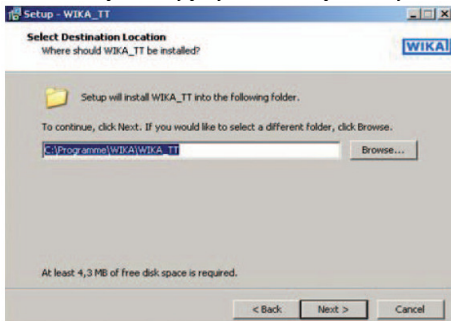 Setup - WIKA_TT
Select Destination Location
Where should WIKA_TT be installed?
WIKA
Setup will install WIKA_TT into the following folder.
To continue, click Next. If you would like to select a different folder, click Browse.
C:\Programme\WIKA\WIKA_TT
Browse...
At least 4,3 MB of free disk space is required.
< Back
Next >
Cancel